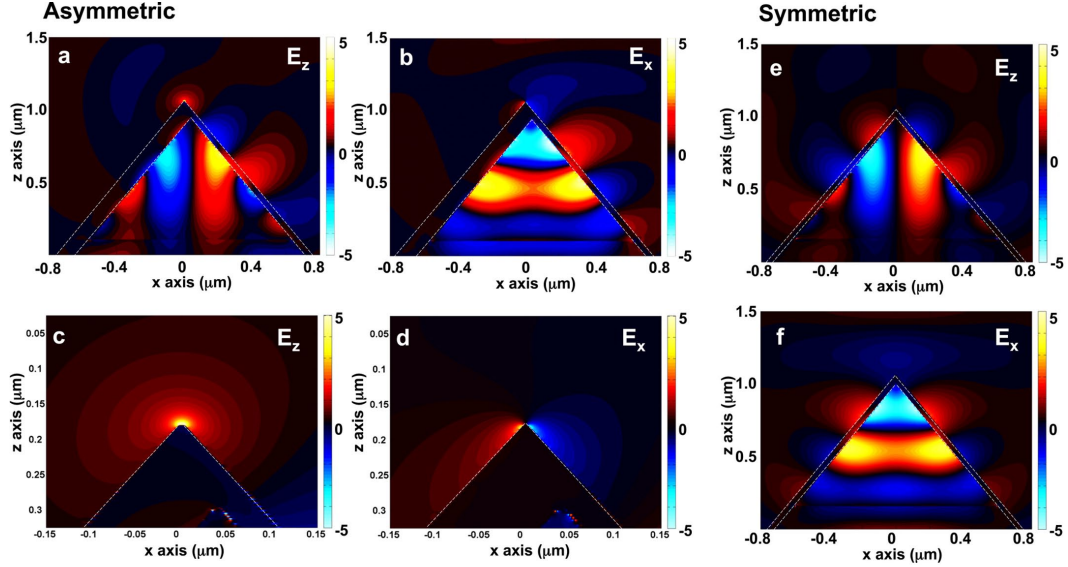 Asymmetric
Symmetric
a
E_z
1.5
1.0
0.5
z axis (μm)
-0.8
-0.4
0
0.4
0.8
x axis (μm)
5
0
-5
b
E_x
1.5
1.0
0.5
z axis (μm)
-0.8
-0.4
0
0.4
0.8
x axis (μm)
5
0
-5
e
E_z
1.5
1.0
0.5
z axis (μm)
-0.8
-0.4
0
0.4
0.8
x axis (μm)
5
0
-5
c
E_z
0.05
0.1
0.15
0.2
0.25
0.3
z axis (μm)
-0.15
-0.1
-0.05
0
0.05
0.1
0.15
x axis (μm)
5
0
-5
d
E_x
0.05
0.1
0.15
0.2
0.25
0.3
z axis (μm)
-0.15
-0.1
-0.05
0
0.05
0.1
0.15
x axis (μm)
5
0
-5
f
E_x
1.5
1.0
0.5
z axis (μm)
-0.8
-0.4
0
0.4
0.8
x axis (μm)
5
0
-5